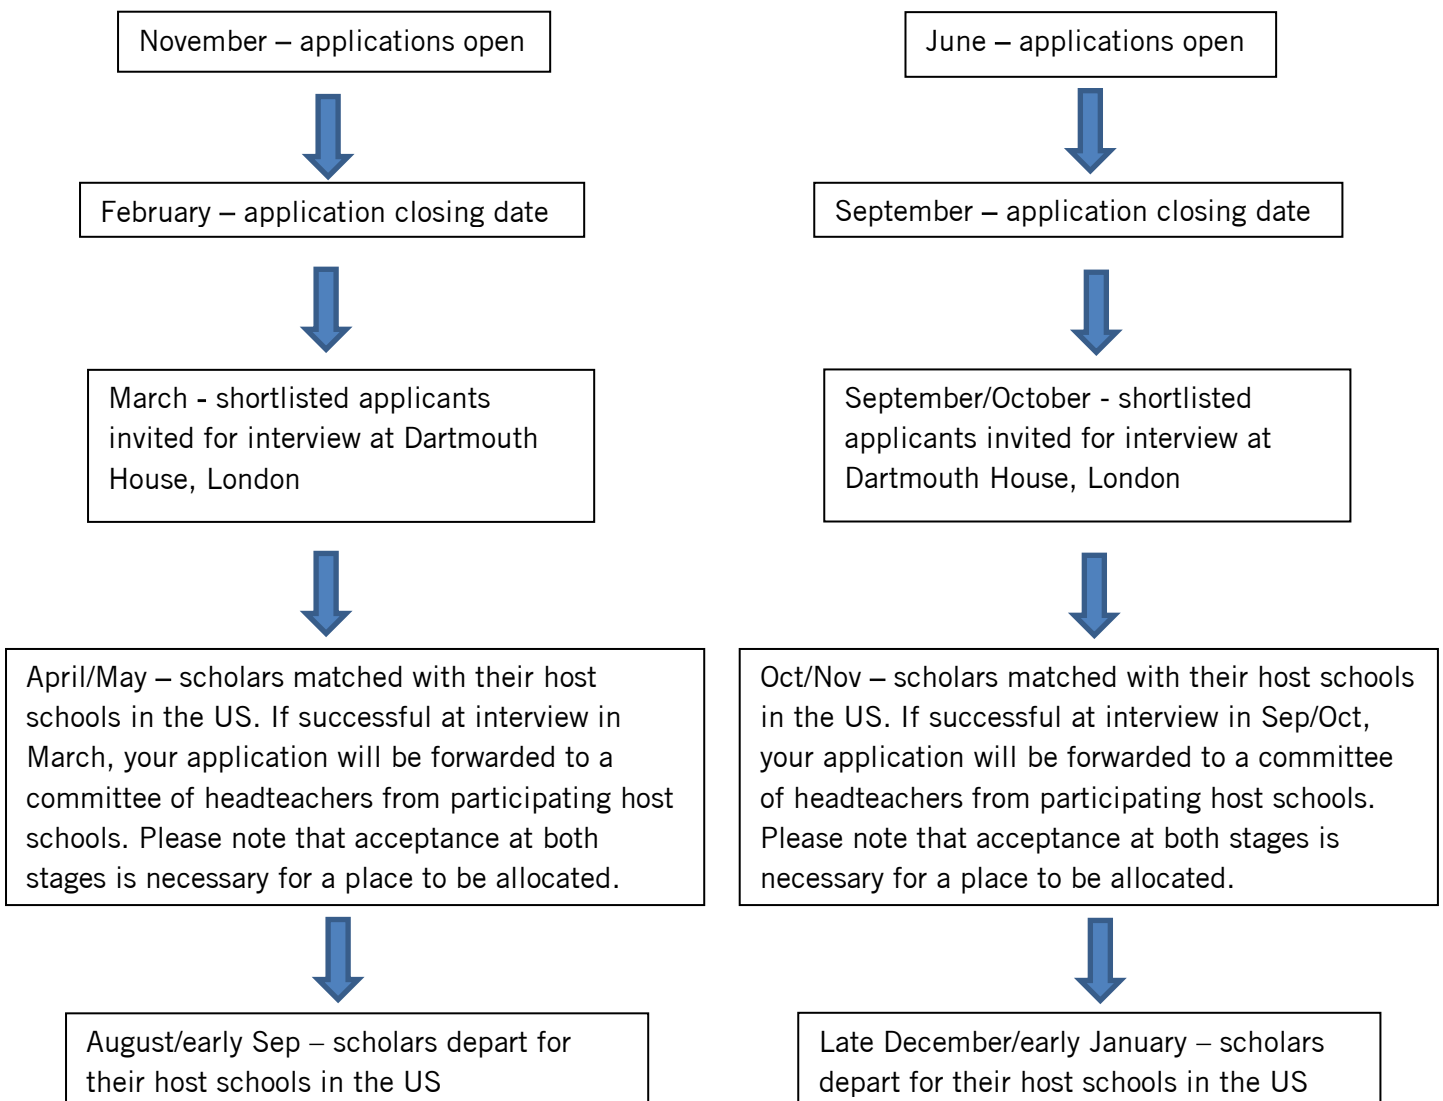 November – applications open
February – application closing date
March - shortlisted applicants
invited for interview at Dartmouth
House, London
April/May – scholars matched with their host
schools in the US. If successful at interview in
March, your application will be forwarded to a
committee of headteachers from participating host
schools. Please note that acceptance at both
stages is necessary for a place to be allocated.
August/early Sep – scholars depart for
their host schools in the US
June – applications open
September – application closing date
September/October - shortlisted
applicants invited for interview at
Dartmouth House, London
Oct/Nov – scholars matched with their host schools
in the US. If successful at interview in Sep/Oct,
your application will be forwarded to a committee
of headteachers from participating host schools.
Please note that acceptance at both stages is
necessary for a place to be allocated.
Late December/early January – scholars
depart for their host schools in the US